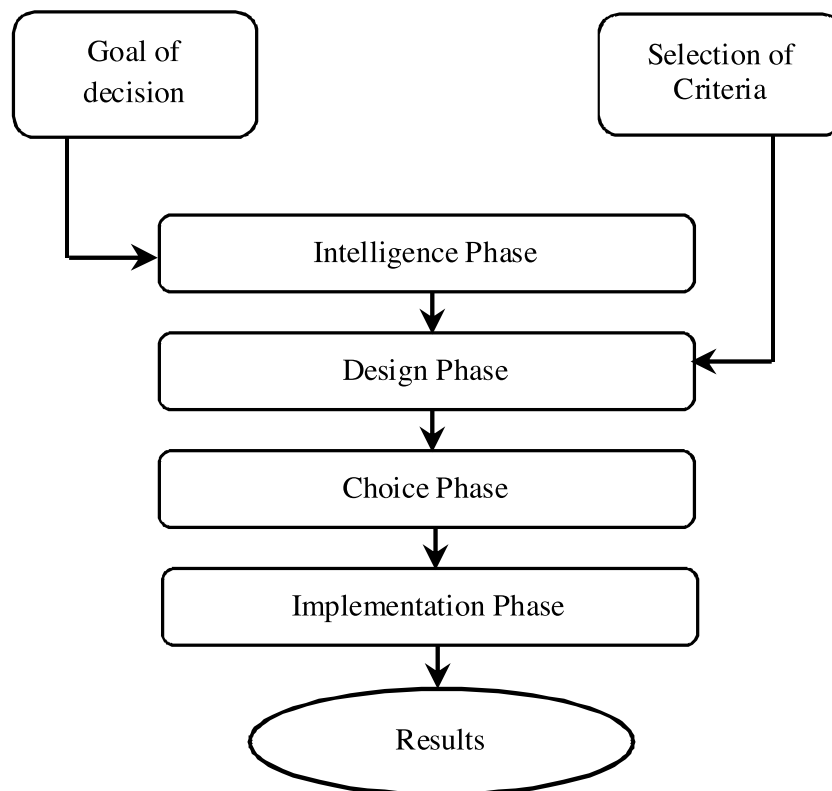 Goal of
decision
Selection of
Criteria
Intelligence Phase
Design Phase
Choice Phase
Implementation Phase
Results